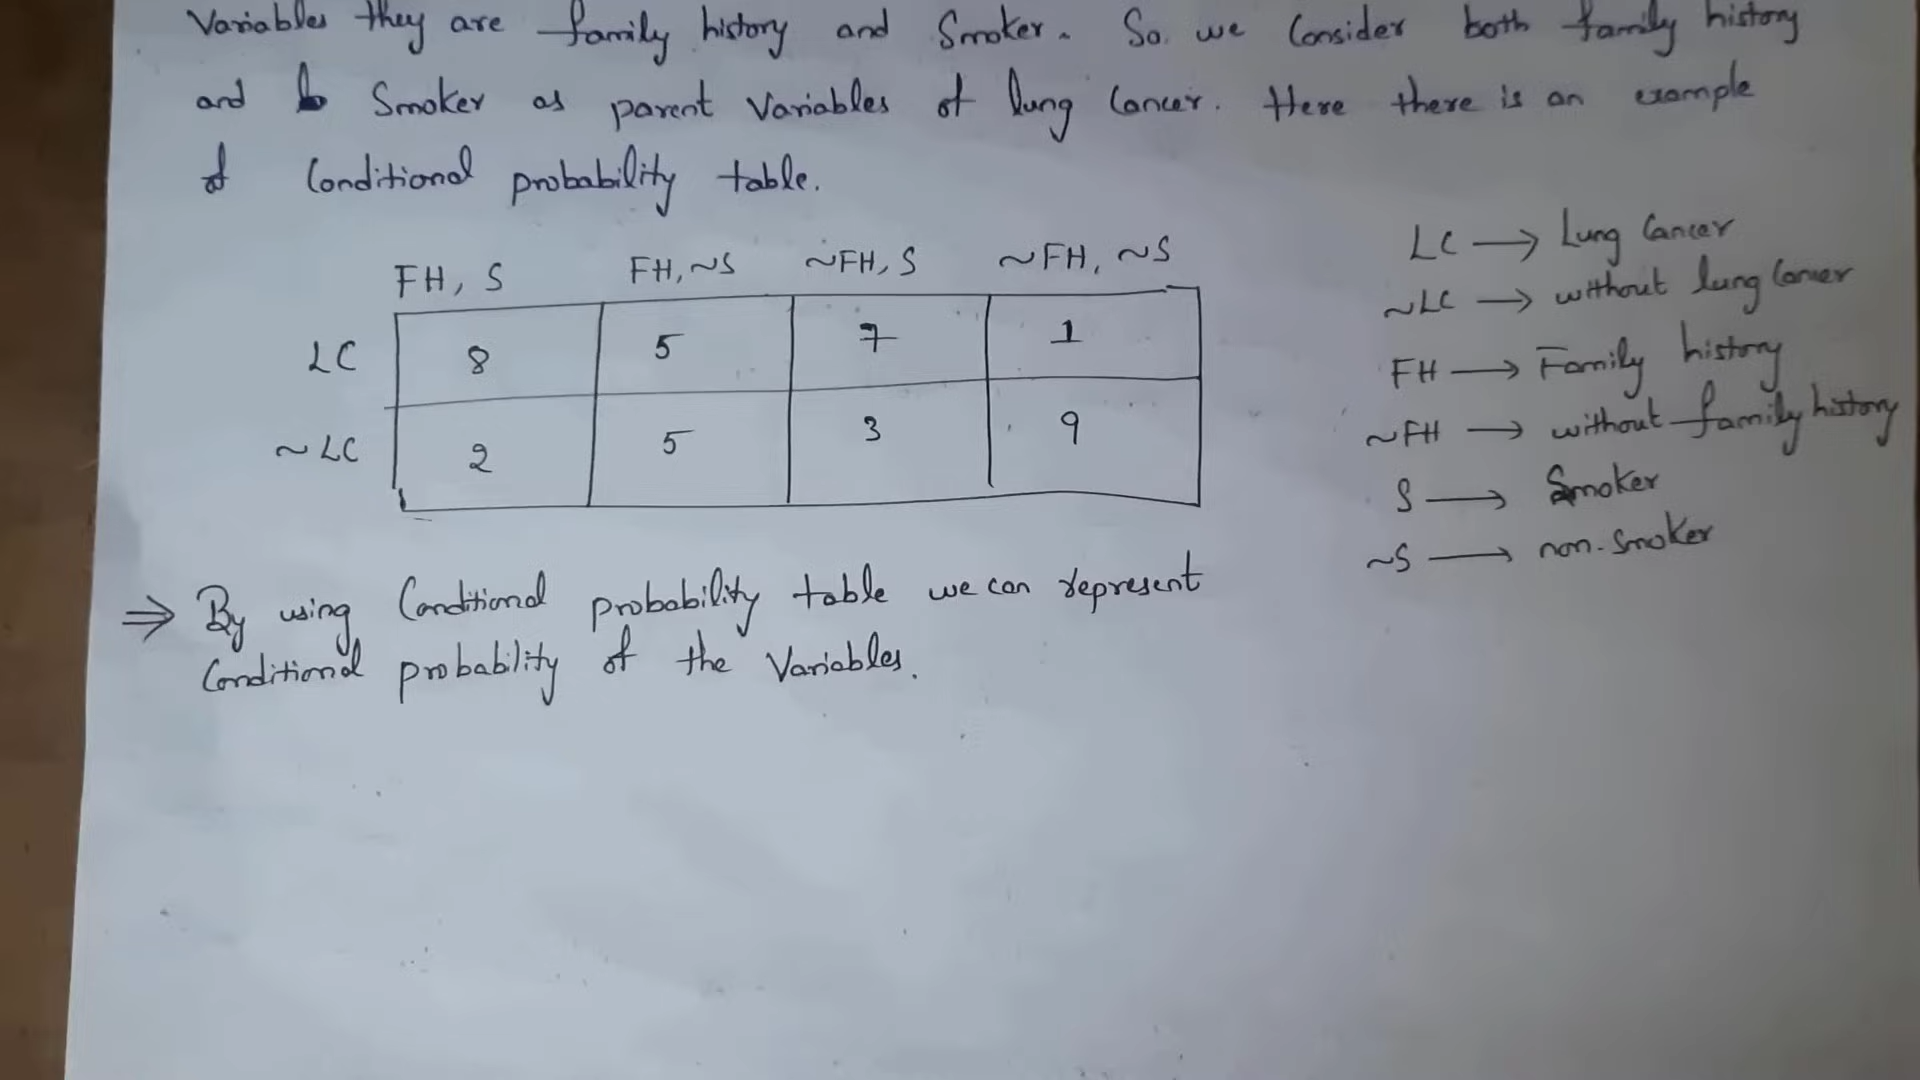 Variables they are family history and Smoker. So we Consider both family history
and Smoker as parent Variables of lung Cancer. Here there is an example
of Conditional probability table.
FH, S FH, ~S ~FH, S ~FH, ~S
LC 8 5 7 1
~LC 2 5 3 9
LC → Lung Cancer
~LC → without lung Cancer
FH → Family history
~FH → without family history
S → Smoker
~S → non-smoker
⇒ By using Conditional probability table we can represent
Conditional probability of the Variables.